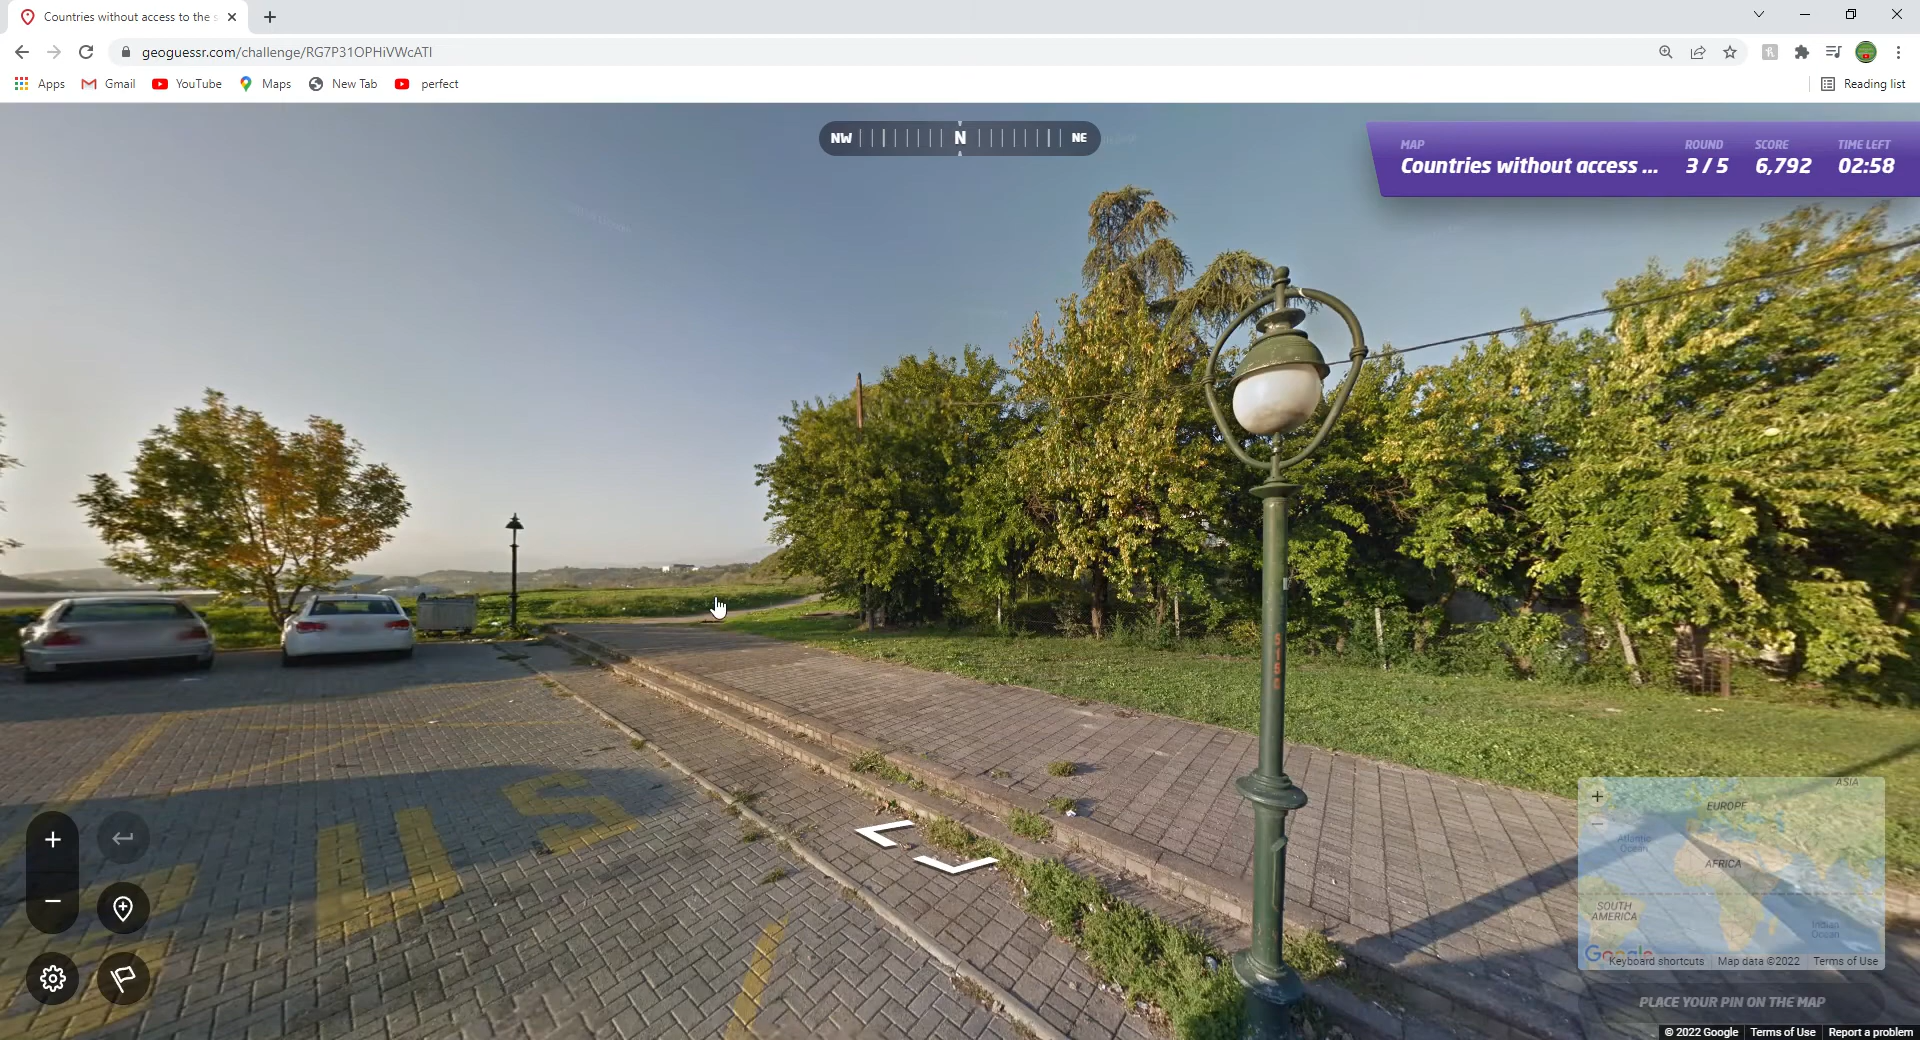 Countries without access to the s
geoguessr.com/challenge/RG7P31OPHiVWcATI
Apps
Gmail
YouTube
Maps
New Tab
perfect
Reading list
NW
N
NE
MAP
Countries without access ...
ROUND
3 / 5
SCORE
6,792
TIME LEFT
02:58
5150
US
ASIA
EUROPE
Atlantic
Ocean
AFRICA
SOUTH
AMERICA
Indian
Ocean
Google
Keyboard shortcuts
Map data ©2022
Terms of Use
PLACE YOUR PIN ON THE MAP
© 2022 Google
Terms of Use
Report a problem